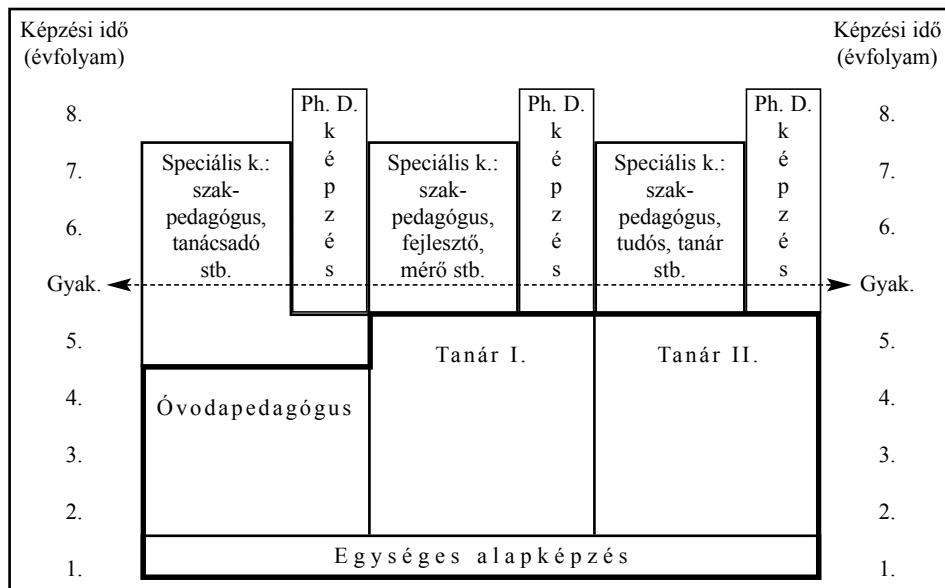 Képzési idő
(évfolyam)
Képzési idő
(évfolyam)
8.
7.
6.
Gyak.
5.
4.
3.
2.
1.
Speciális k.:
szak-
pedagógus,
tanácsadó
stb.
Ph. D.
k
é
p
z
é
s
Speciális k.:
szak-
pedagógus,
fejlesztő,
mérő stb.
Ph. D.
k
é
p
z
é
s
Speciális k.:
szak-
pedagógus,
tudós, tanár
stb.
Ph. D.
k
é
p
z
é
s
Óvodapedagógus
Tanár I.
Tanár II.
Egységes alapképzés
8.
7.
6.
Gyak.
5.
4.
3.
2.
1.